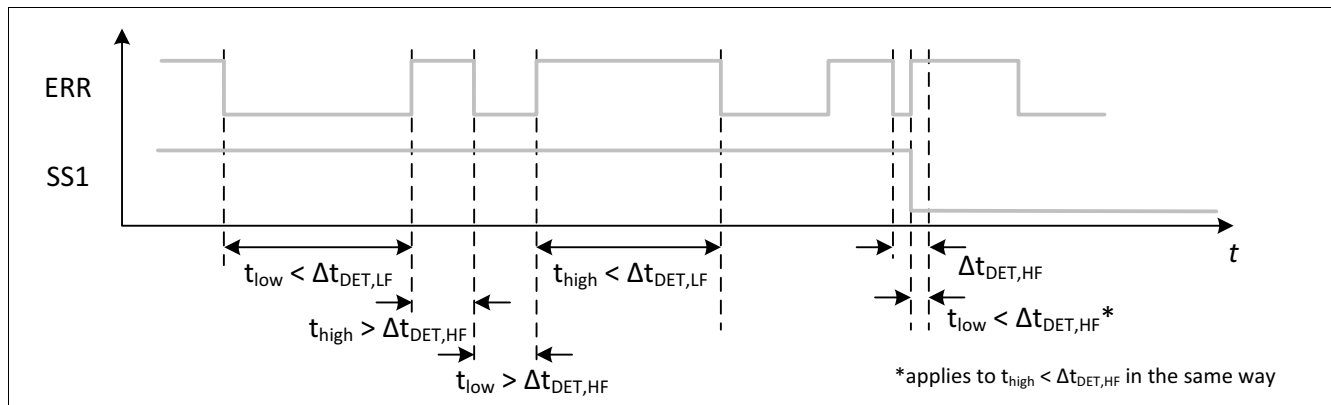 ERR
SS1
t
t_low < Δt_DET,LF
t_high < Δt_DET,LF
Δt_DET,HF
t_high > Δt_DET,HF
t_low < Δt_DET,HF*
t_low > Δt_DET,HF
*applies to t_high < Δt_DET,HF in the same way